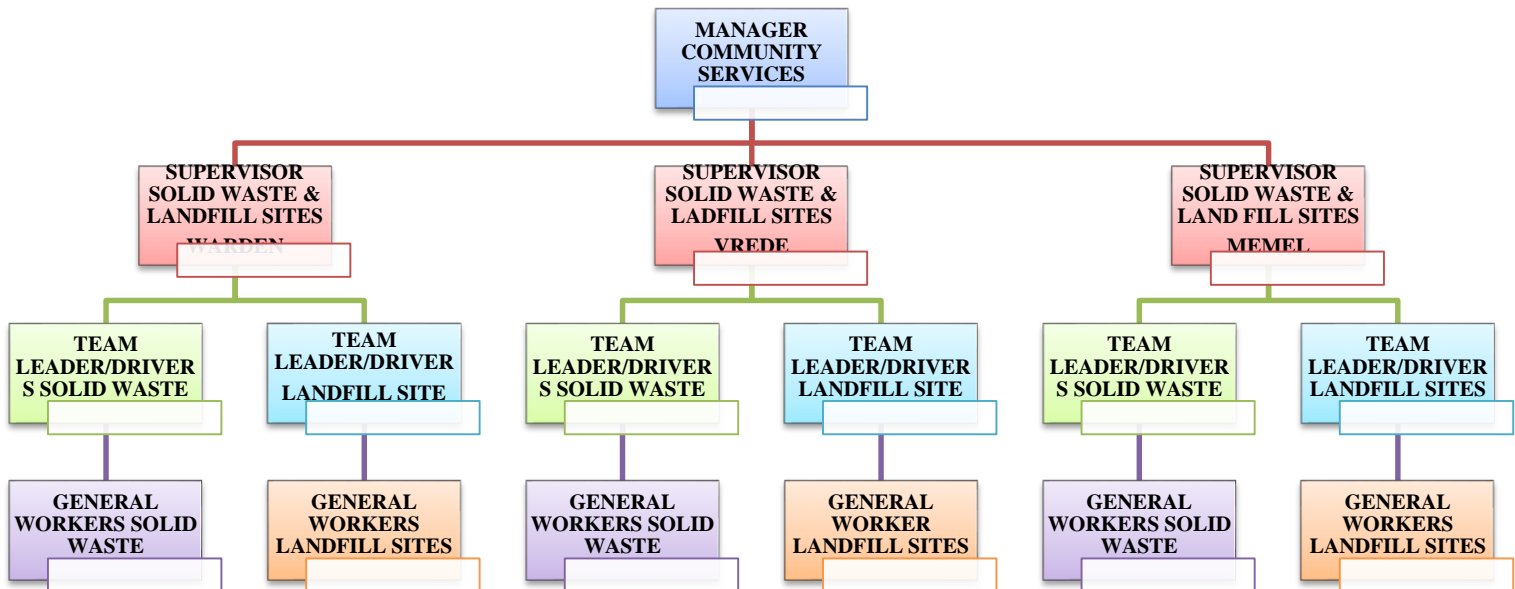 MANAGER
COMMUNITY
SERVICES
SUPERVISOR
SOLID WASTE &
LANDFILL SITES
WARDEN
SUPERVISOR
SOLID WASTE &
LADFILL SITES
VREDE
SUPERVISOR
SOLID WASTE &
LAND FILL SITES
MEMEL
TEAM
LEADER/DRIVER
S SOLID WASTE
TEAM
LEADER/DRIVER
LANDFILL SITE
TEAM
LEADER/DRIVER
S SOLID WASTE
TEAM
LEADER/DRIVER
LANDFILL SITE
TEAM
LEADER/DRIVER
S SOLID WASTE
TEAM
LEADER/DRIVER
LANDFILL SITES
GENERAL
WORKERS SOLID
WASTE
GENERAL
WORKERS
LANDFILL SITES
GENERAL
WORKERS SOLID
WASTE
GENERAL
WORKER
LANDFILL SITES
GENERAL
WORKERS SOLID
WASTE
GENERAL
WORKERS
LANDFILL SITES